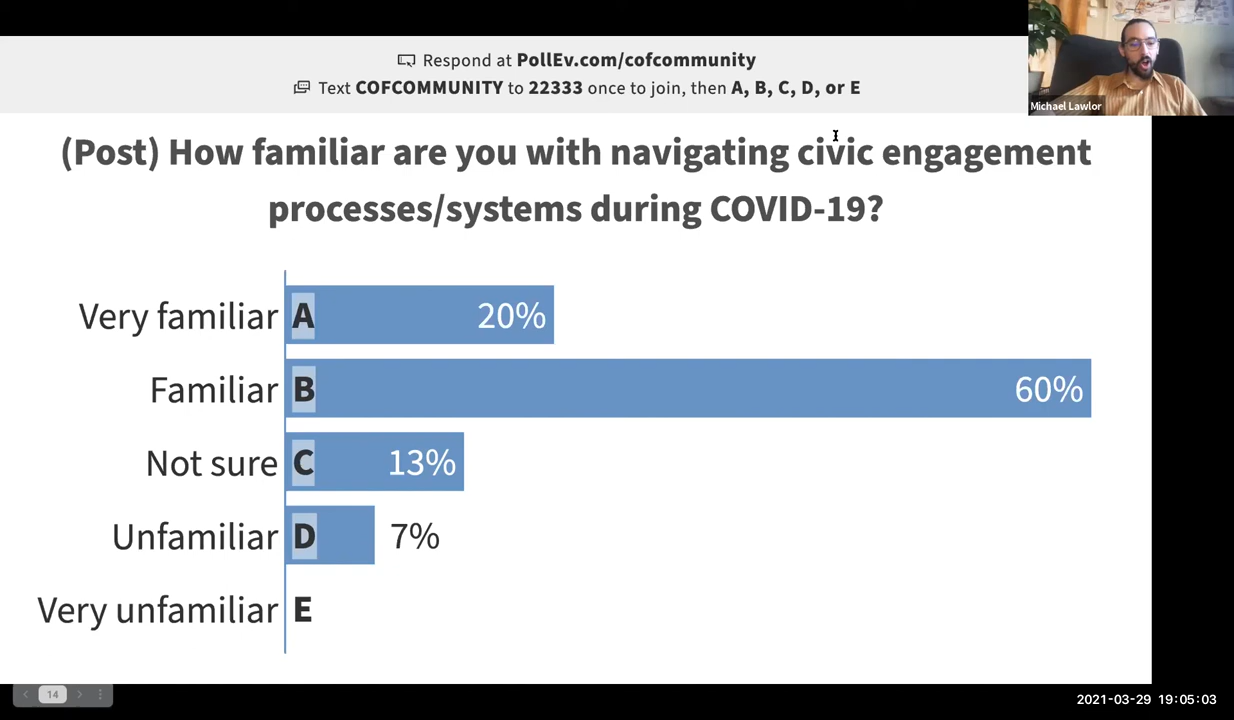 Respond at PollEv.com/cofcommunity
Text COFCOMMUNITY to 22333 once to join, then A, B, C, D, or E
Michael Lawlor
(Post) How familiar are you with navigating civic engagement
processes/systems during COVID-19?
Very familiar A 20%
Familiar B 60%
Not sure C 13%
Unfamiliar D 7%
Very unfamiliar E
14
2021-03-29 19:05:03